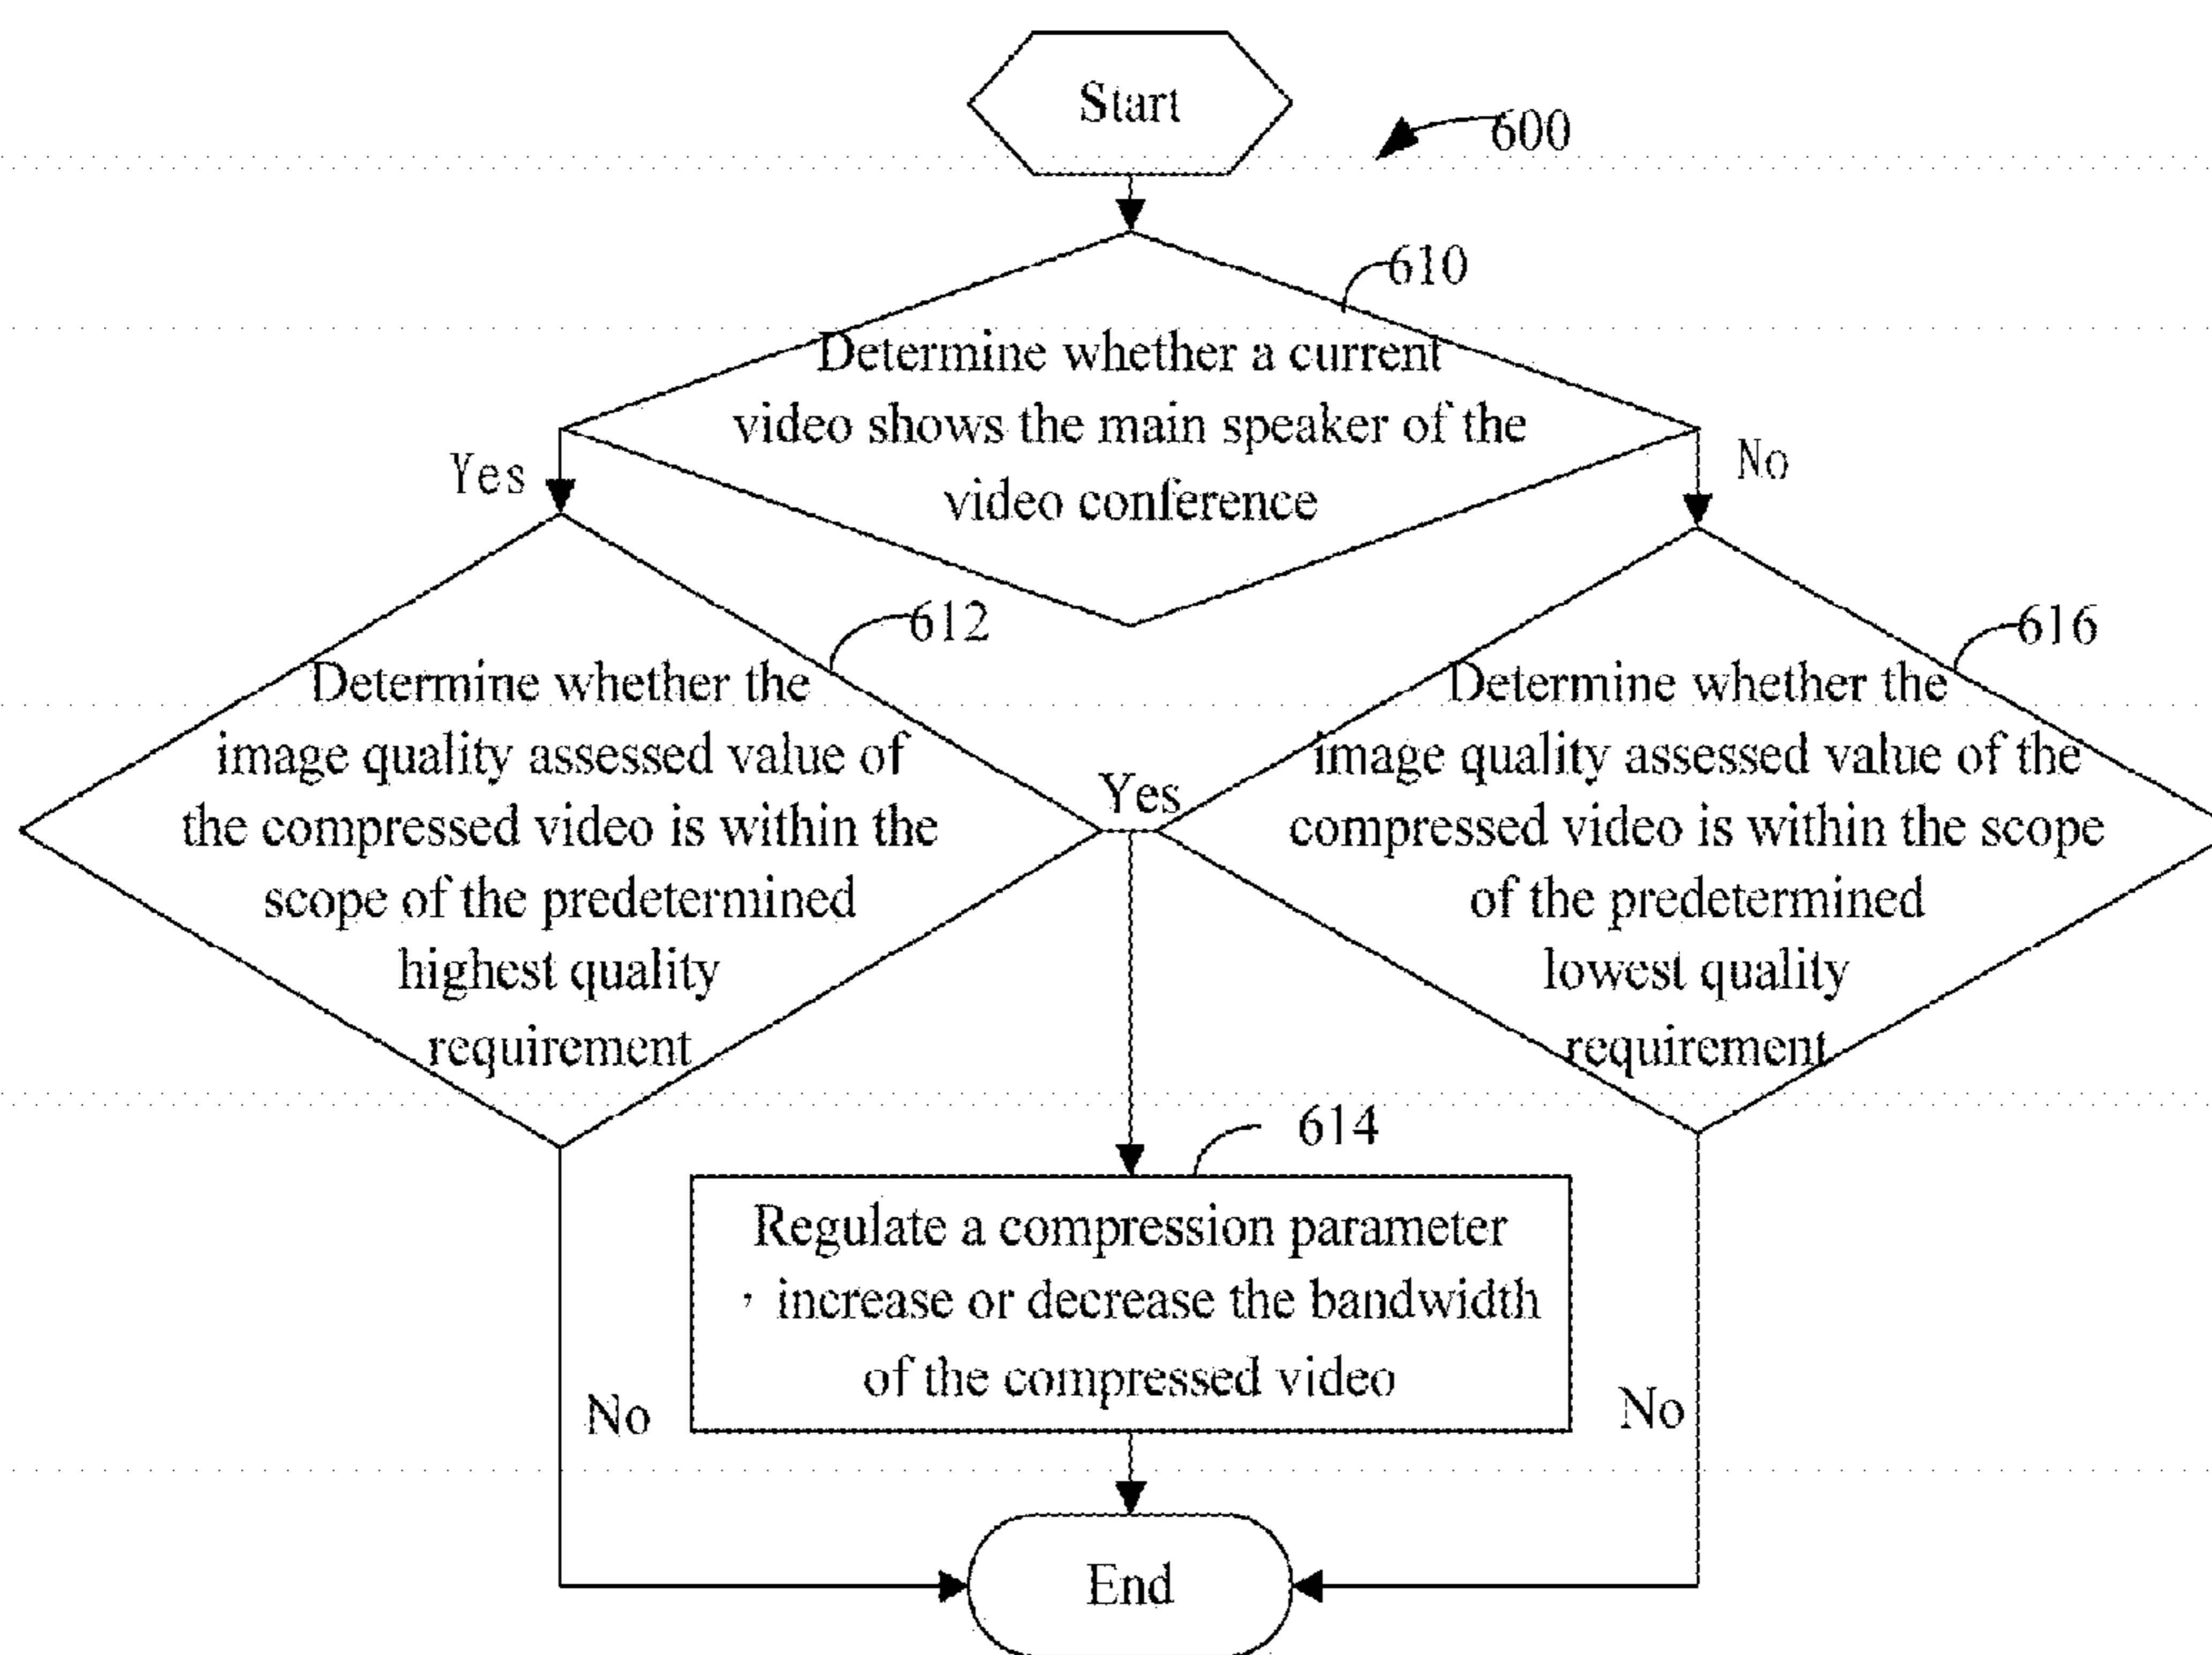 Start
600
610
Determine whether a current
video shows the main speaker of the
video conference
Yes
No
612
Determine whether the
image quality assessed value of
the compressed video is within the
scope of the predetermined
highest quality
requirement
616
Determine whether the
image quality assessed value of the
compressed video is within the scope
of the predetermined
lowest quality
requirement
Yes
614
Regulate a compression parameter
, increase or decrease the bandwidth
of the compressed video
No
No
End